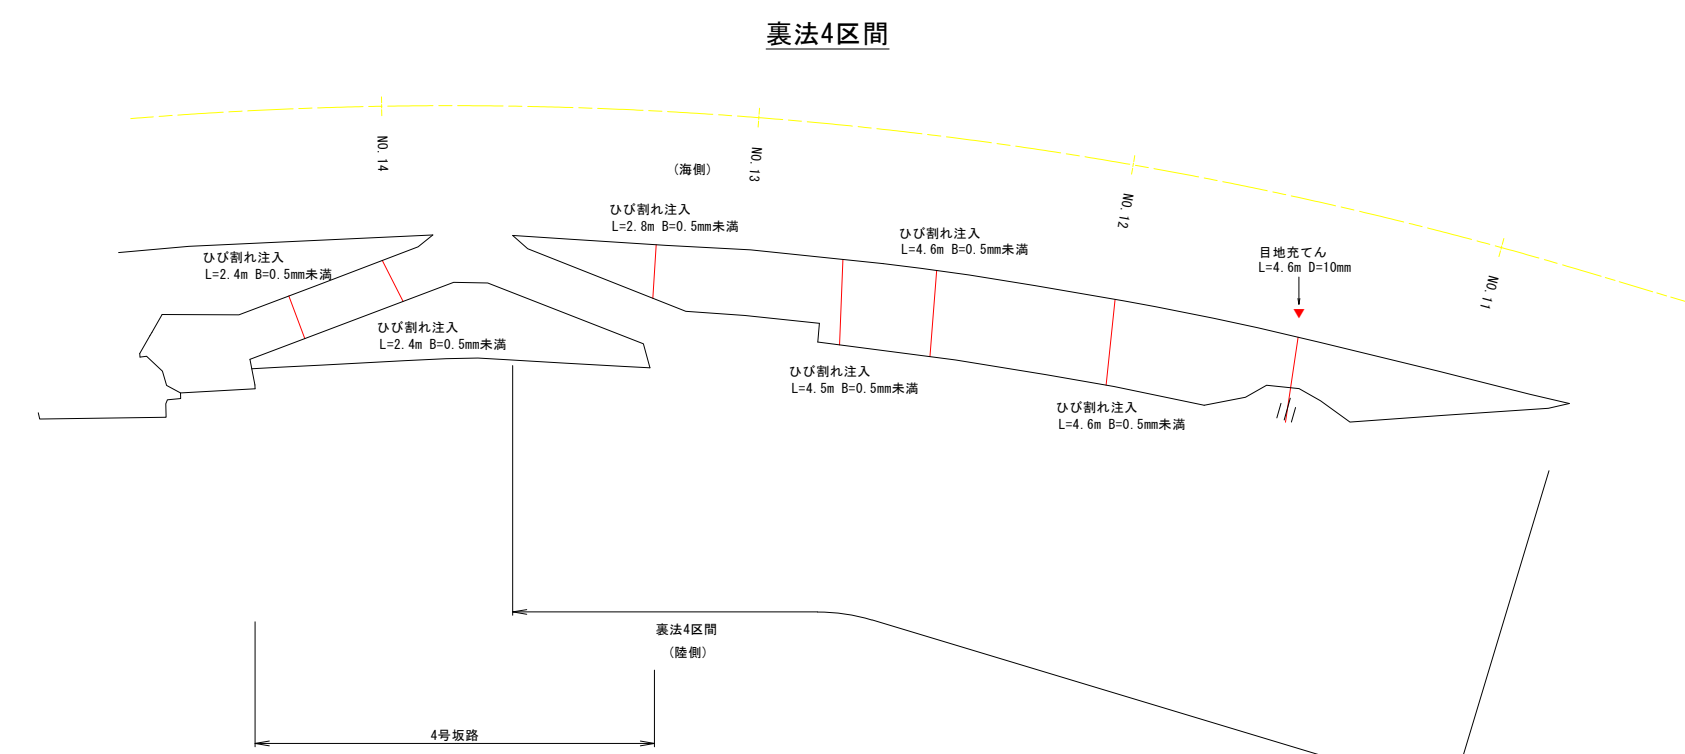 裏法4区間
NO.14
NO.13
NO.12
NO.11
(海側)
ひび割れ注入
L=2.4m B=0.5mm未満
ひび割れ注入
L=2.8m B=0.5mm未満
ひび割れ注入
L=4.6m B=0.5mm未満
目地充てん
L=4.6m D=10mm
ひび割れ注入
L=2.4m B=0.5mm未満
ひび割れ注入
L=4.5m B=0.5mm未満
ひび割れ注入
L=4.6m B=0.5mm未満
裏法4区間
(陸側)
4号坂路